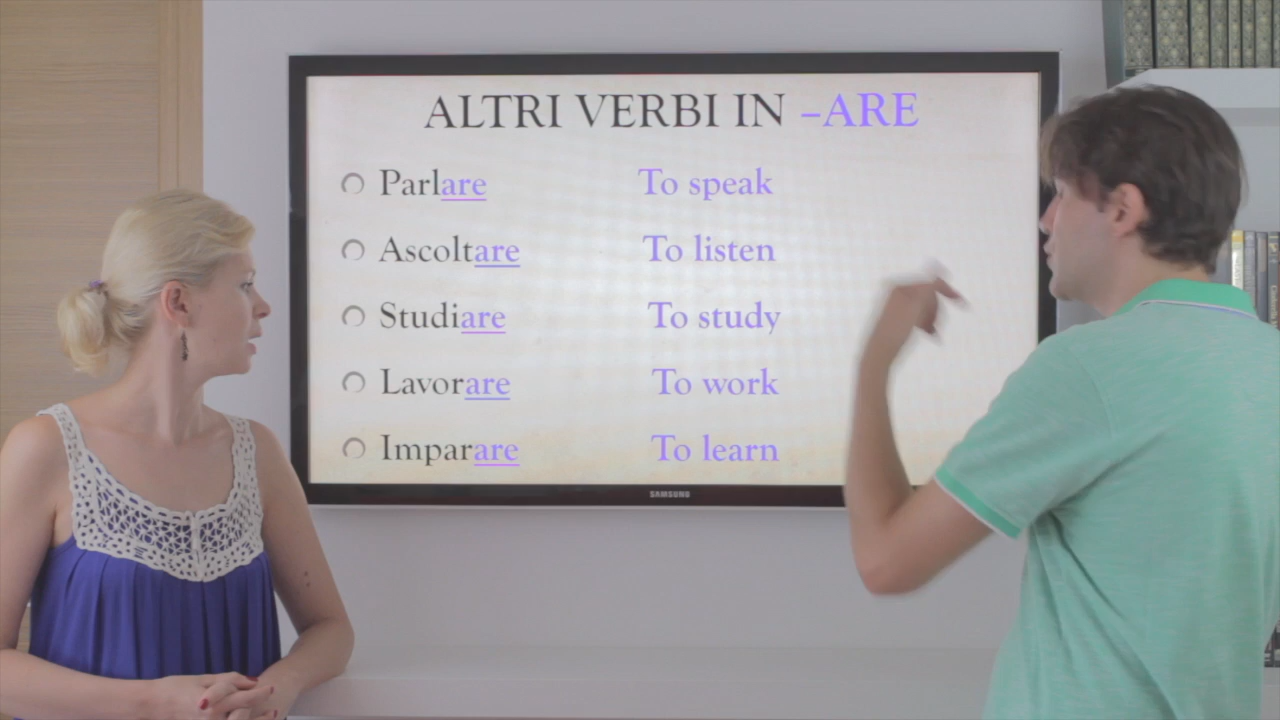 ALTRI VERBI IN –ARE
Parlare To speak
Ascoltare To listen
Studiare To study
Lavorare To work
Imparare To learn
SAMSUNG